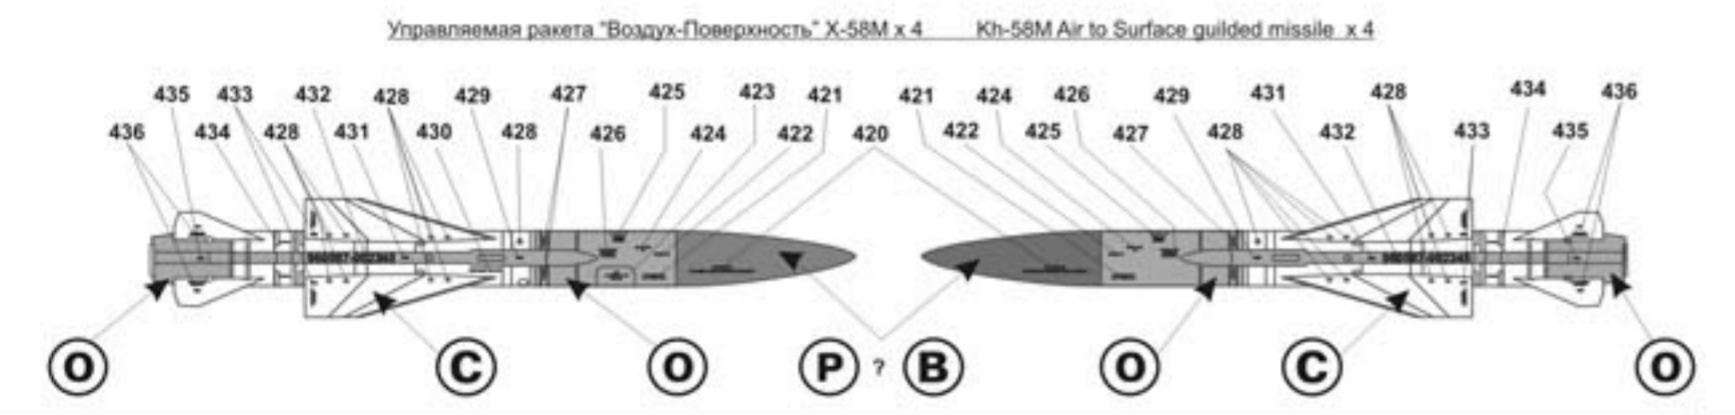 Управляемая ракета "Воздух-Поверхность" Х-58М х 4 Kh-58M Air to Surface guilded missile x 4
435 433 432 428 429 427 425 423 421 421 424 426 429 431 428 434 436
436 434 428 431 430 428 426 424 422 420 422 425 427 428 432 433 435
O C O P ? B O C O